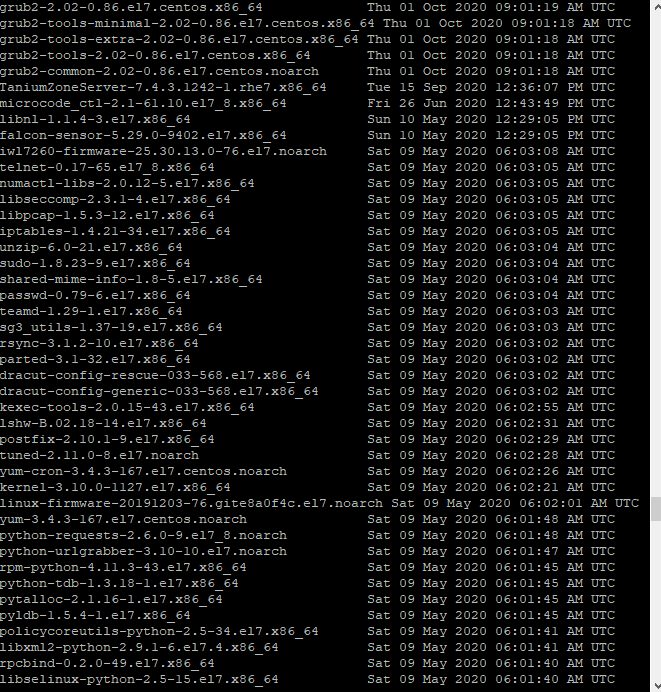 grub2-2.02-0.86.el7.centos.x86_64 Thu 01 Oct 2020 09:01:19 AM UTC
grub2-tools-minimal-2.02-0.86.el7.centos.x86_64 Thu 01 Oct 2020 09:01:18 AM UTC
grub2-tools-extra-2.02-0.86.el7.centos.x86_64 Thu 01 Oct 2020 09:01:18 AM UTC
grub2-tools-2.02-0.86.el7.centos.x86_64 Thu 01 Oct 2020 09:01:18 AM UTC
grub2-common-2.02-0.86.el7.centos.noarch Thu 01 Oct 2020 09:01:18 AM UTC
TaniumZoneServer-7.4.3.1242-1.rhe7.x86_64 Tue 15 Sep 2020 12:36:07 PM UTC
microcode_ctl-2.1-61.10.el7_8.x86_64 Fri 26 Jun 2020 12:43:49 PM UTC
libnl-1.1.4-3.el7.x86_64 Sun 10 May 2020 12:29:05 PM UTC
falcon-sensor-5.29.0-9402.el7.x86_64 Sun 10 May 2020 12:29:05 PM UTC
iwl7260-firmware-25.30.13.0-76.el7.noarch Sat 09 May 2020 06:03:08 AM UTC
telnet-0.17-65.el7_8.x86_64 Sat 09 May 2020 06:03:05 AM UTC
numactl-libs-2.0.12-5.el7.x86_64 Sat 09 May 2020 06:03:05 AM UTC
libseccomp-2.3.1-4.el7.x86_64 Sat 09 May 2020 06:03:05 AM UTC
libpcap-1.5.3-12.el7.x86_64 Sat 09 May 2020 06:03:05 AM UTC
iptables-1.4.21-34.el7.x86_64 Sat 09 May 2020 06:03:05 AM UTC
unzip-6.0-21.el7.x86_64 Sat 09 May 2020 06:03:04 AM UTC
sudo-1.8.23-9.el7.x86_64 Sat 09 May 2020 06:03:04 AM UTC
shared-mime-info-1.8-5.el7.x86_64 Sat 09 May 2020 06:03:04 AM UTC
passwd-0.79-6.el7.x86_64 Sat 09 May 2020 06:03:04 AM UTC
teamd-1.29-1.el7.x86_64 Sat 09 May 2020 06:03:03 AM UTC
sg3_utils-1.37-19.el7.x86_64 Sat 09 May 2020 06:03:03 AM UTC
rsync-3.1.2-10.el7.x86_64 Sat 09 May 2020 06:03:02 AM UTC
parted-3.1-32.el7.x86_64 Sat 09 May 2020 06:03:02 AM UTC
dracut-config-rescue-033-568.el7.x86_64 Sat 09 May 2020 06:03:02 AM UTC
dracut-config-generic-033-568.el7.x86_64 Sat 09 May 2020 06:03:02 AM UTC
kexec-tools-2.0.15-43.el7.x86_64 Sat 09 May 2020 06:02:55 AM UTC
lshw-B.02.18-14.el7.x86_64 Sat 09 May 2020 06:02:31 AM UTC
postfix-2.10.1-9.el7.x86_64 Sat 09 May 2020 06:02:29 AM UTC
tuned-2.11.0-8.el7.noarch Sat 09 May 2020 06:02:28 AM UTC
yum-cron-3.4.3-167.el7.centos.noarch Sat 09 May 2020 06:02:26 AM UTC
kernel-3.10.0-1127.el7.x86_64 Sat 09 May 2020 06:02:21 AM UTC
linux-firmware-20191203-76.gite8a0f4c.el7.noarch Sat 09 May 2020 06:02:01 AM UTC
yum-3.4.3-167.el7.centos.noarch Sat 09 May 2020 06:01:48 AM UTC
python-requests-2.6.0-9.el7_8.noarch Sat 09 May 2020 06:01:48 AM UTC
python-urlgrabber-3.10-10.el7.noarch Sat 09 May 2020 06:01:47 AM UTC
rpm-python-4.11.3-43.el7.x86_64 Sat 09 May 2020 06:01:45 AM UTC
python-tdb-1.3.18-1.el7.x86_64 Sat 09 May 2020 06:01:45 AM UTC
pytalloc-2.1.16-1.el7.x86_64 Sat 09 May 2020 06:01:45 AM UTC
pyldb-1.5.4-1.el7.x86_64 Sat 09 May 2020 06:01:45 AM UTC
policycoreutils-python-2.5-34.el7.x86_64 Sat 09 May 2020 06:01:41 AM UTC
libxml2-python-2.9.1-6.el7.4.x86_64 Sat 09 May 2020 06:01:41 AM UTC
rpcbind-0.2.0-49.el7.x86_64 Sat 09 May 2020 06:01:40 AM UTC
libselinux-python-2.5-15.el7.x86_64 Sat 09 May 2020 06:01:40 AM UTC